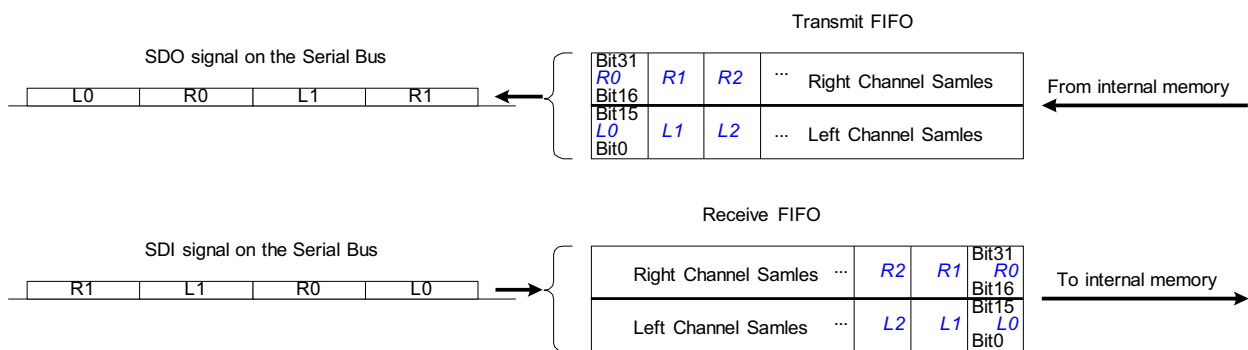 Transmit FIFO
SDO signal on the Serial Bus
L0 R0 L1 R1
Bit31
R0 R1 R2 ... Right Channel Samles
Bit16
Bit15
L0 L1 L2 ... Left Channel Samles
Bit0
From internal memory
Receive FIFO
SDI signal on the Serial Bus
R1 L1 R0 L0
Bit31
Right Channel Samles ... R2 R1 R0
Bit16
Bit15
Left Channel Samles ... L2 L1 L0
Bit0
To internal memory